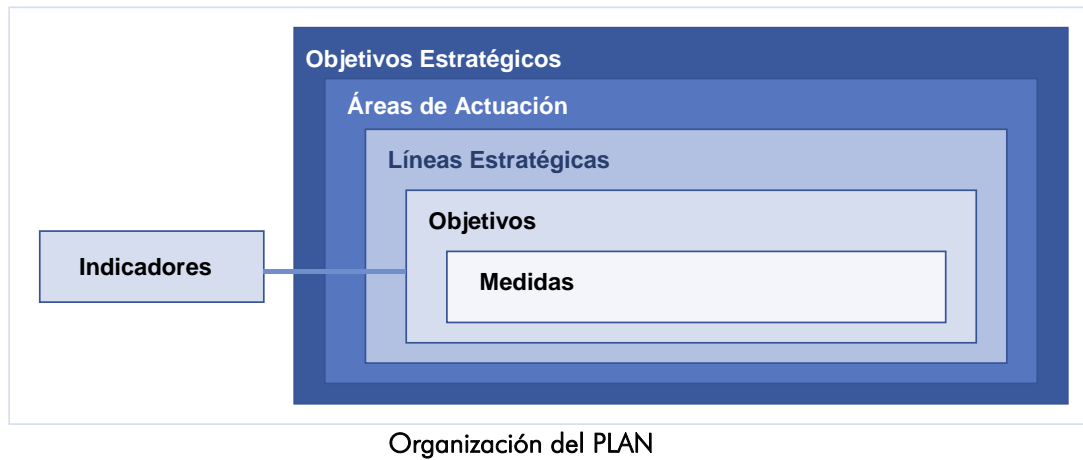 Objetivos Estratégicos
Áreas de Actuación
Líneas Estratégicas
Objetivos
Indicadores
Medidas
Organización del PLAN